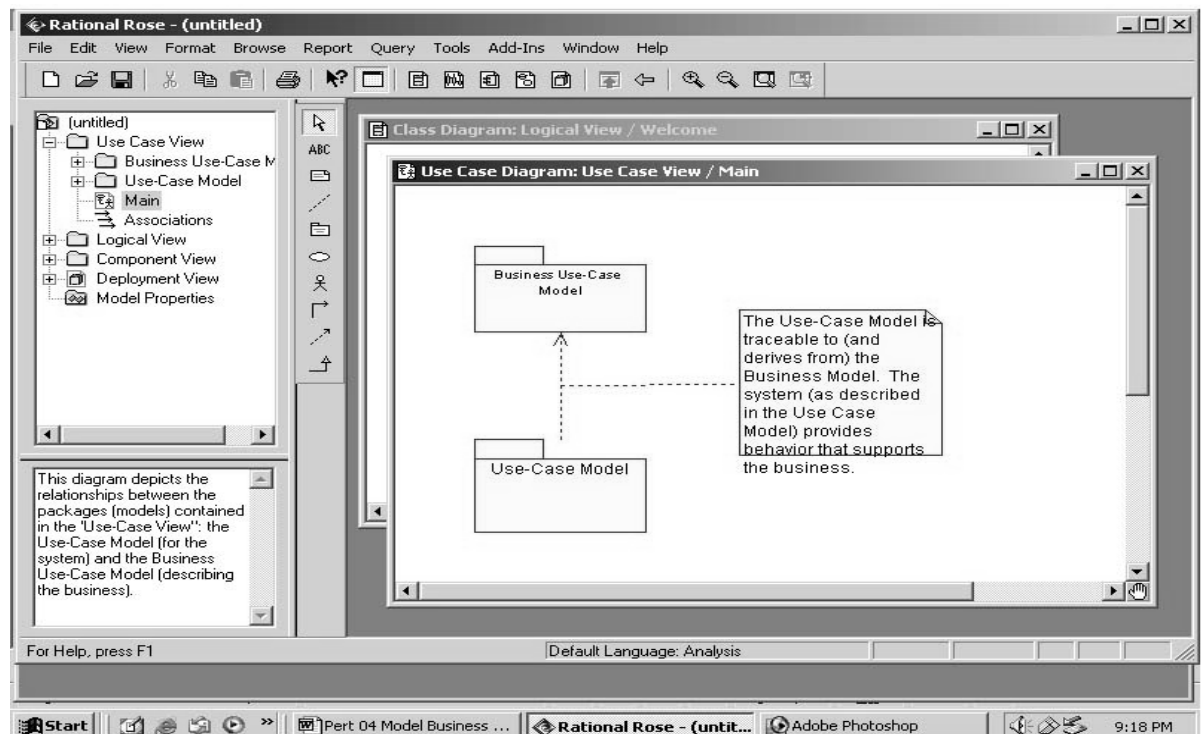 Rational Rose - (untitled)
File Edit View Format Browse Report Query Tools Add-Ins Window Help
(untitled)
Use Case View
Business Use-Case M
Use-Case Model
Main
Associations
Logical View
Component View
Deployment View
Model Properties
This diagram depicts the
relationships between the
packages (models) contained
in the 'Use-Case View": the
Use-Case Model (for the
system) and the Business
Use-Case Model (describing
the business).
ABC
Class Diagram: Logical View / Welcome
Use Case Diagram: Use Case View / Main
Business Use-Case
Model
Use-Case Model
The Use-Case Model is
traceable to (and
derives from) the
Business Model. The
system (as described
in the Use Case
Model) provides
behavior that supports
the business.
For Help, press F1
Default Language: Analysis
Start
Pert 04 Model Business ...
Rational Rose - (untit...
Adobe Photoshop
9:18 PM